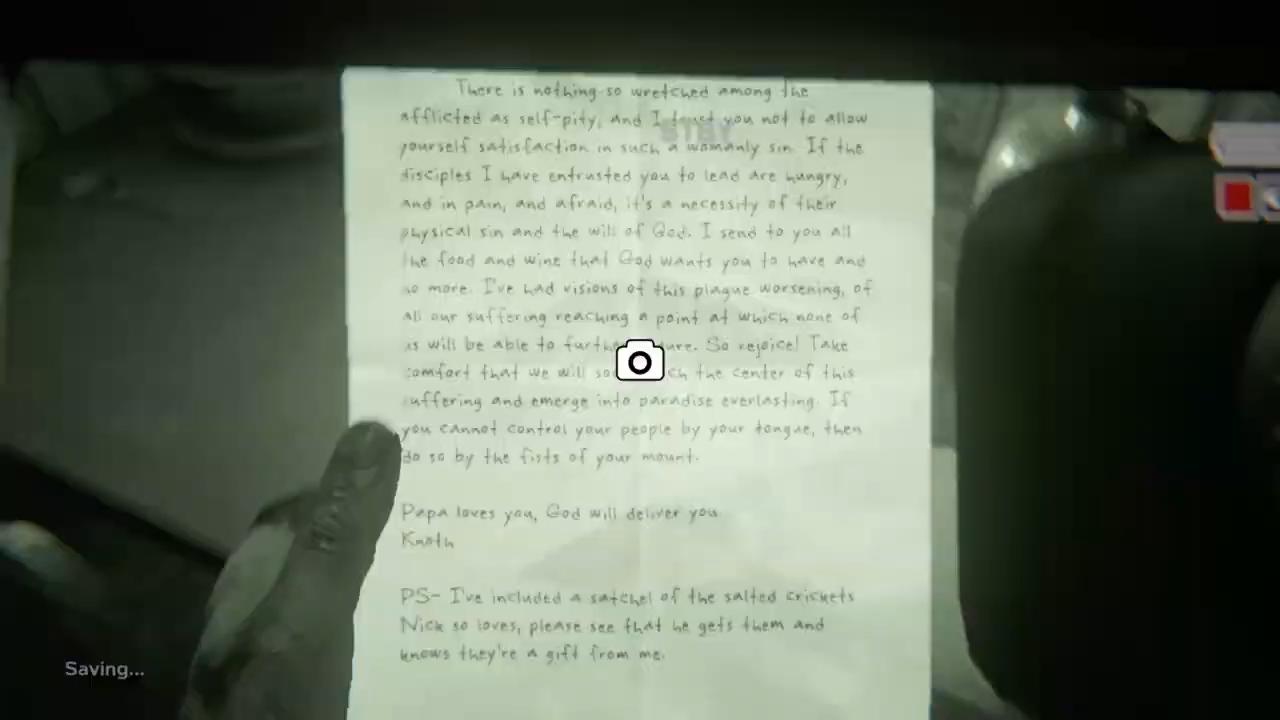 There is nothing so wretched among the
afflicted as self-pity, and I trust you not to allow
STBY
yourself satisfaction in such a womanly sin. If the
disciples I have entrusted you to lead are hungry,
and in pain, and afraid, it's a necessity of their
physical sin and the will of God. I send to you all
the food and wine that God wants you to have and
no more. I've had visions of this plague worsening, of
all our suffering reaching a point at which none of
us will be able to further So rejoice! Take
comfort that we will the center of this
suffering and emerge into paradise everlasting. If
you cannot control your people by your tongue, then
do so by the fists of your mount.
Papa loves you, God will deliver you
Knoth
PS- I've included a satchel of the salted crickets
Nick so loves, please see that he gets them and
knows they're a gift from me.
Saving...